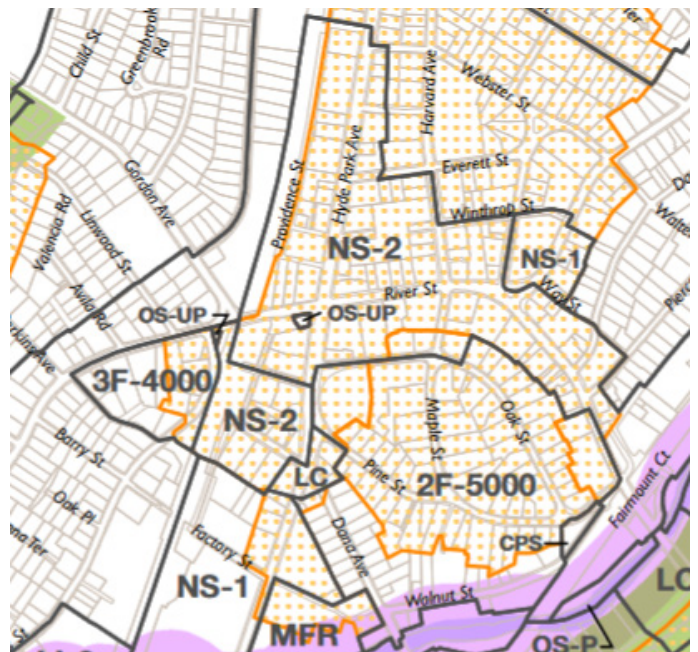 Child St
Greenbrook
Rd
Webster St
Harvard Ave
Gordon Ave
Hyde Park Ave
Everett St
Providence St
Valencia Rd
Linwood St
Winthrop St
NS-2
NS-1
River St
West St
Avila Rd
OS-UP
OS-UP
3F-4000
NS-2
Maple St
Oak St
Barry St
LC
Pine St
2F-5000
Oak Pl
Fairmount Ct
Dana Ave
CPS
Factory St
NS-1
Walnut St
LC
MFR
OS-P